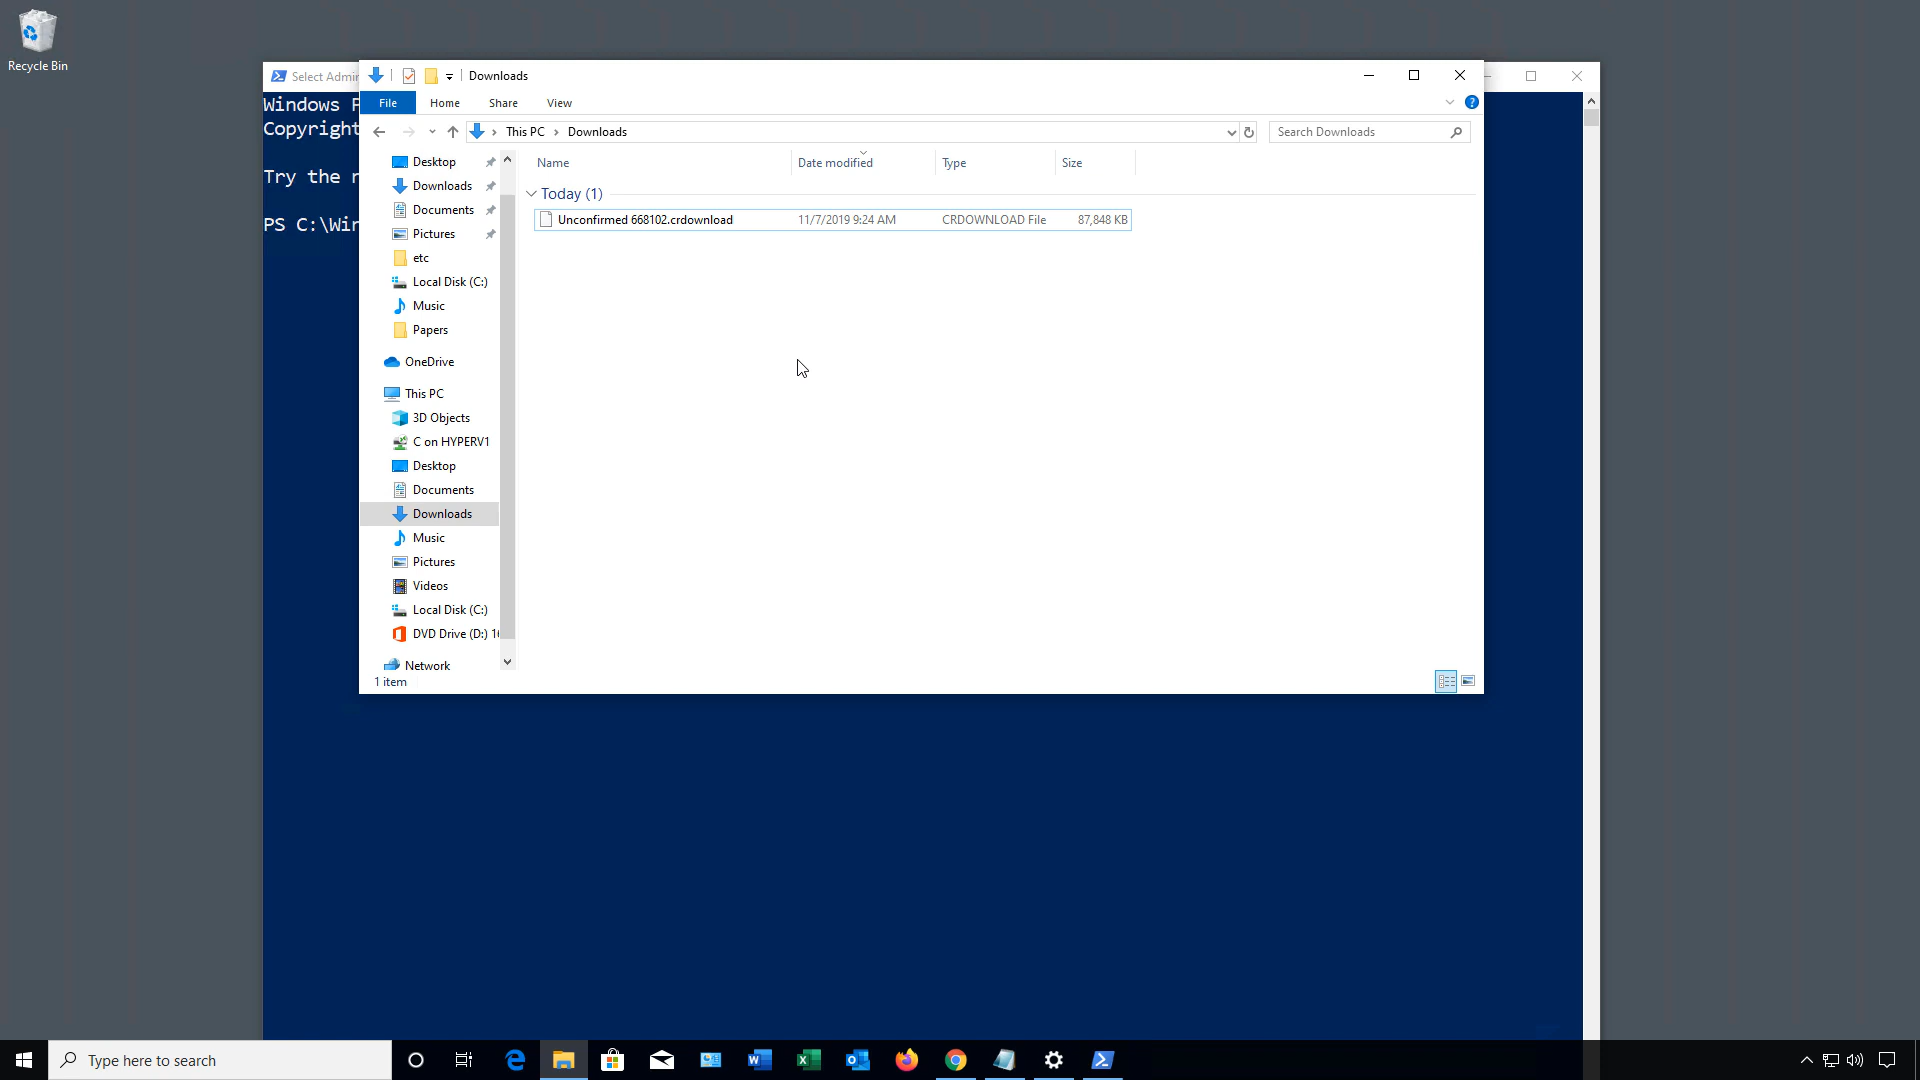 Recycle Bin
Select Admin
Downloads
File
Home
Share
View
This PC
Downloads
Search Downloads
Windows P
Copyright
Try the
PS C:\Win
Name
Date modified
Type
Size
Today (1)
Unconfirmed 668102.crdownload
11/7/2019 9:24 AM
CRDOWNLOAD File
87,848 KB
Desktop
Downloads
Documents
Pictures
etc
Local Disk (C:)
Music
Papers
OneDrive
This PC
3D Objects
C on HYPERV1
Desktop
Documents
Downloads
Music
Pictures
Videos
Local Disk (C:)
DVD Drive (D:) 16
Network
1 item
Type here to search